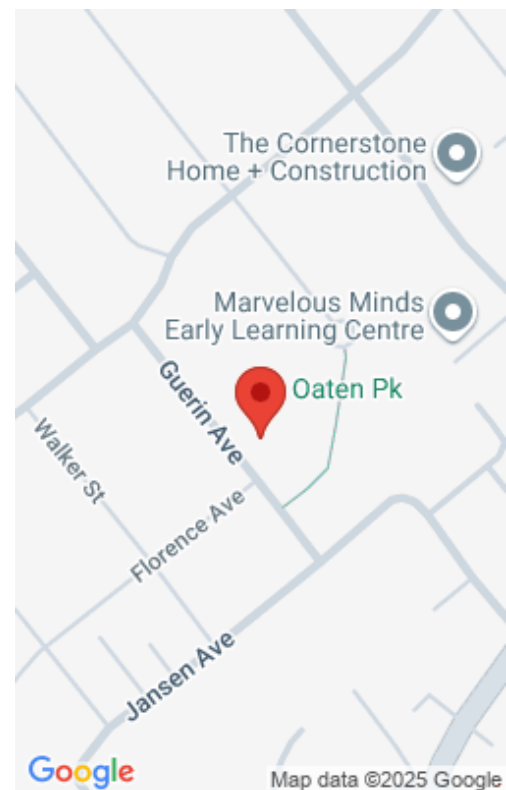 The Cornerstone
Home + Construction
Marvelous Minds
Early Learning Centre
Oaten Pk
Guerin Ave
Walker St
Florence Ave
Jansen Ave
Google
Map data ©2025 Google